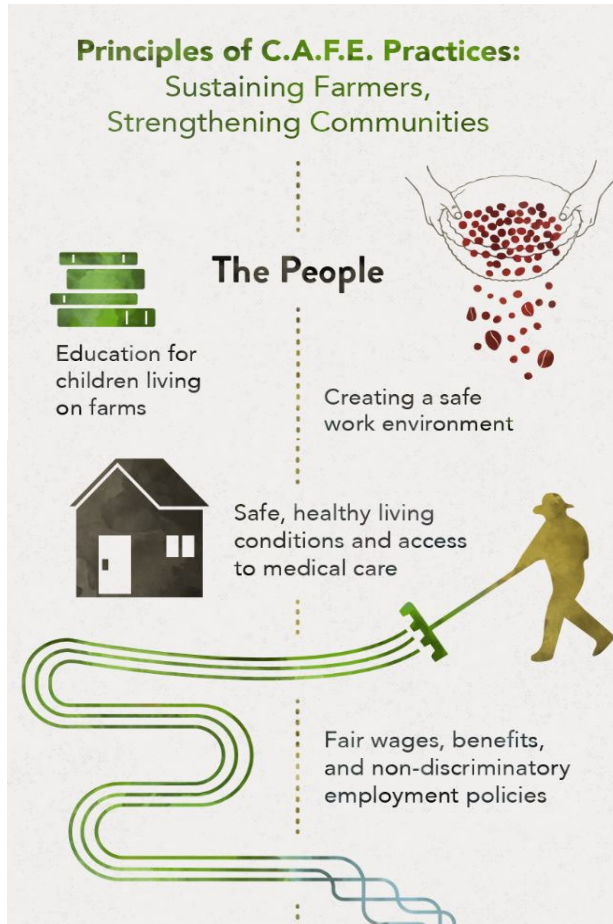 Principles of C.A.F.E. Practices:
Sustaining Farmers,
Strengthening Communities
The People
Education for
children living
on farms
Creating a safe
work environment
Safe, healthy living
conditions and access
to medical care
Fair wages, benefits,
and non-discriminatory
employment policies